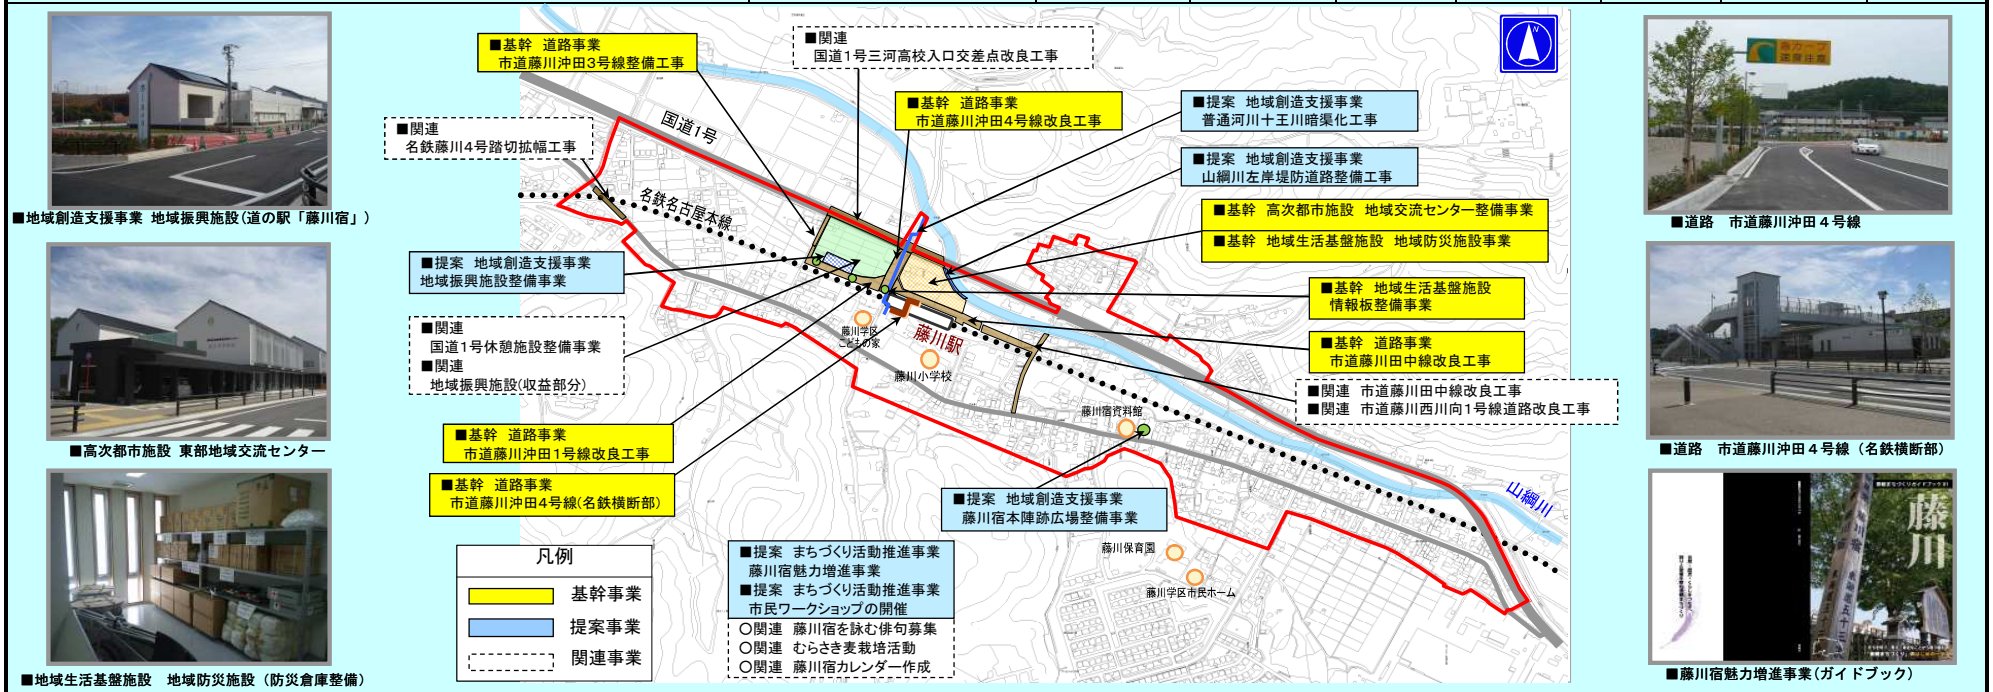 ■地域創造支援事業 地域振興施設(道の駅「藤川宿」)
■高次都市施設 東部地域交流センター
■地域生活基盤施設 地域防災施設(防災倉庫整備)
■基幹 道路事業
市道藤川沖田3号線整備工事
■関連
国道1号三河高校入口交差点改良工事
■関連
名鉄藤川4号踏切拡幅工事
■基幹 道路事業
市道藤川沖田4号線改良工事
■提案 地域創造支援事業
普通河川十王川暗渠化工事
■提案 地域創造支援事業
山綱川左岸堤防道路整備工事
■基幹 高次都市施設 地域交流センター整備事業
■基幹 地域生活基盤施設 地域防災施設事業
■提案 地域創造支援事業
地域振興施設整備事業
■基幹 地域生活基盤施設
情報板整備事業
■関連
国道1号休憩施設整備事業
■関連
地域振興施設(収益部分)
■基幹 道路事業
市道藤川田中線改良工事
■関連 市道藤川田中線改良工事
■関連 市道藤川西川向1号線道路改良工事
■基幹 道路事業
市道藤川沖田1号線改良工事
■基幹 道路事業
市道藤川沖田4号線(名鉄横断部)
■提案 地域創造支援事業
藤川宿本陣跡広場整備事業
国道1号
名鉄名古屋本線
藤川駅
藤川学区
こどもの家
藤川小学校
藤川宿資料館
山綱川
藤川保育園
藤川学区市民ホーム
凡例
基幹事業
提案事業
関連事業
■提案 まちづくり活動推進事業
藤川宿魅力増進事業
■提案 まちづくり活動推進事業
市民ワークショップの開催
○関連 藤川宿を詠む俳句募集
○関連 むらさき麦栽培活動
○関連 藤川宿カレンダー作成
急カーブ
速度注意
■道路 市道藤川沖田4号線
■道路 市道藤川沖田4号線(名鉄横断部)
藤川
■藤川宿魅力増進事業(ガイドブック)